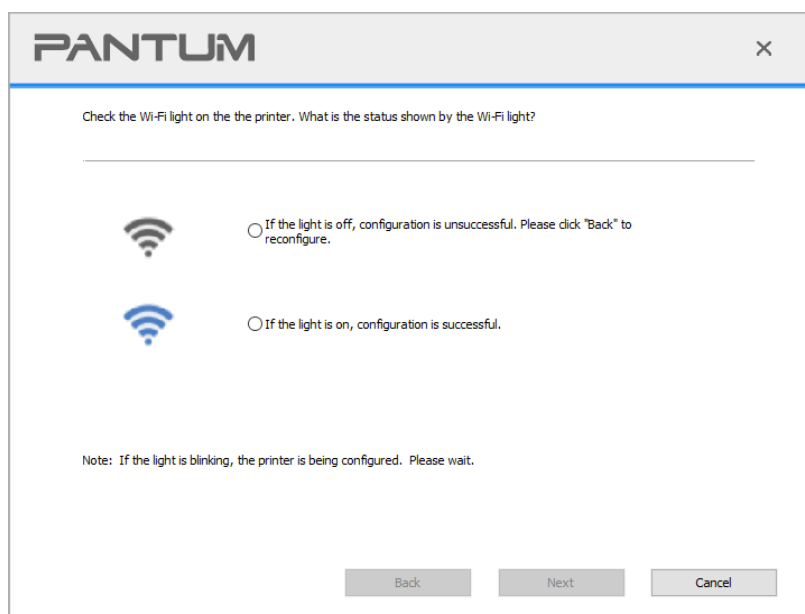 PANTUM
Check the Wi-Fi light on the the printer. What is the status shown by the Wi-Fi light?
If the light is off, configuration is unsuccessful. Please click "Back" to
reconfigure.
If the light is on, configuration is successful.
Note: If the light is blinking, the printer is being configured. Please wait.
Back
Next
Cancel